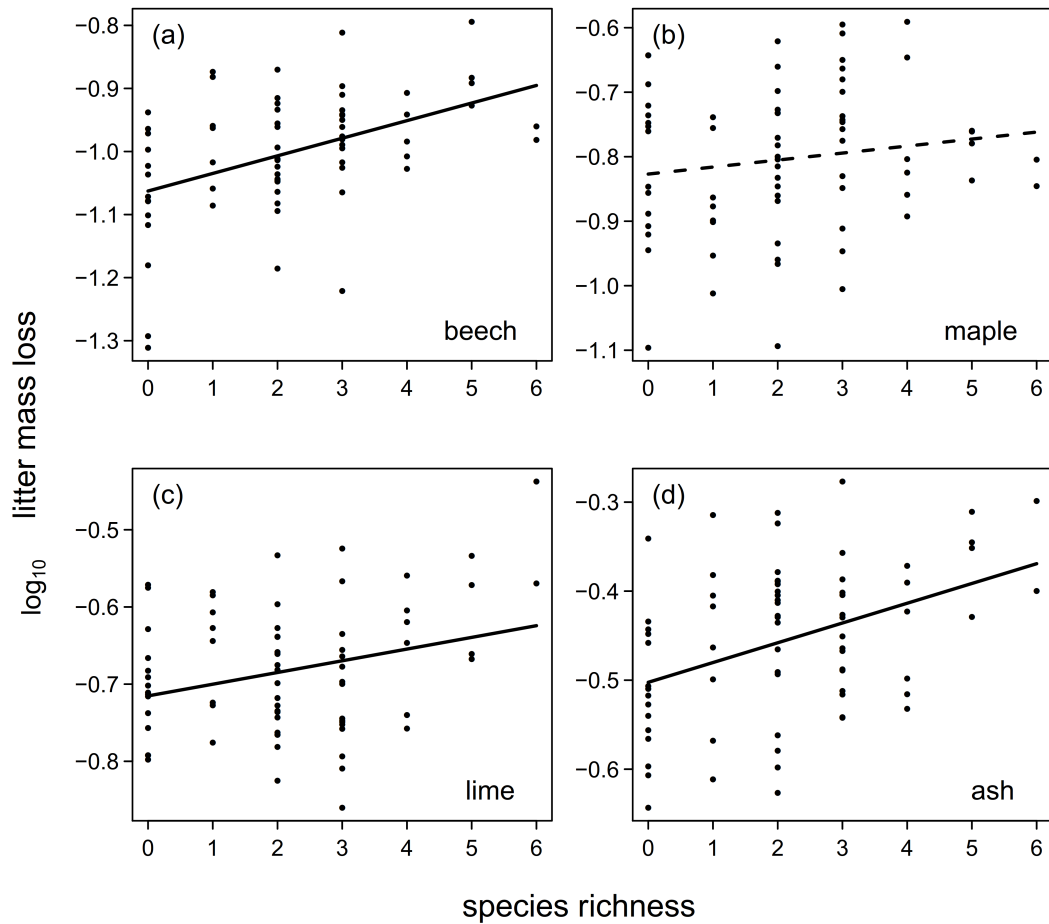 (a)
−0.8
−0.9
−1.0
−1.1
−1.2
−1.3
0 1 2 3 4 5 6
beech
(b)
−0.6
−0.7
−0.8
−0.9
−1.0
−1.1
0 1 2 3 4 5 6
maple
(c)
−0.5
−0.6
−0.7
−0.8
0 1 2 3 4 5 6
lime
(d)
−0.3
−0.4
−0.5
−0.6
0 1 2 3 4 5 6
ash
log10 litter mass loss
species richness